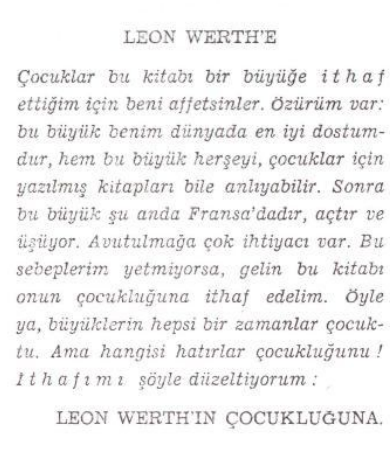 LEON WERTH'E
Çocuklar bu kitabı bir büyüğe ithaf
ettiğim için beni affetsinler. Özürüm var:
bu büyük benim dünyada en iyi dostum-
dur, hem bu büyük herşeyi, çocuklar için
yazılmış kitapları bile anlıyabilir. Sonra
bu büyük şu anda Fransa'dadır, açtır ve
üşüyor. Avutulmağa çok ihtiyacı var. Bu
sebeplerim yetmiyorsa, gelin bu kitabı
onun çocukluğuna ithaf edelim. Öyle
ya, büyüklerin hepsi bir zamanlar çocuk-
tu. Ama hangisi hatırlar çocukluğunu!
İthafımı şöyle düzeltiyorum:
LEON WERTH'IN ÇOCUKLUĞUNA.